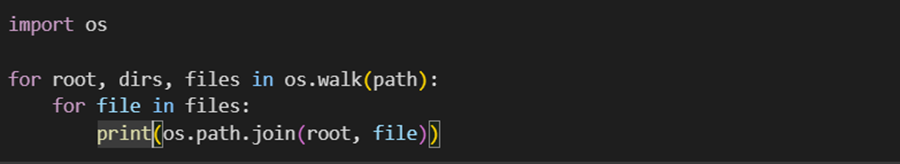 import os
for root, dirs, files in os.walk(path):
    for file in files:
        print(os.path.join(root, file))